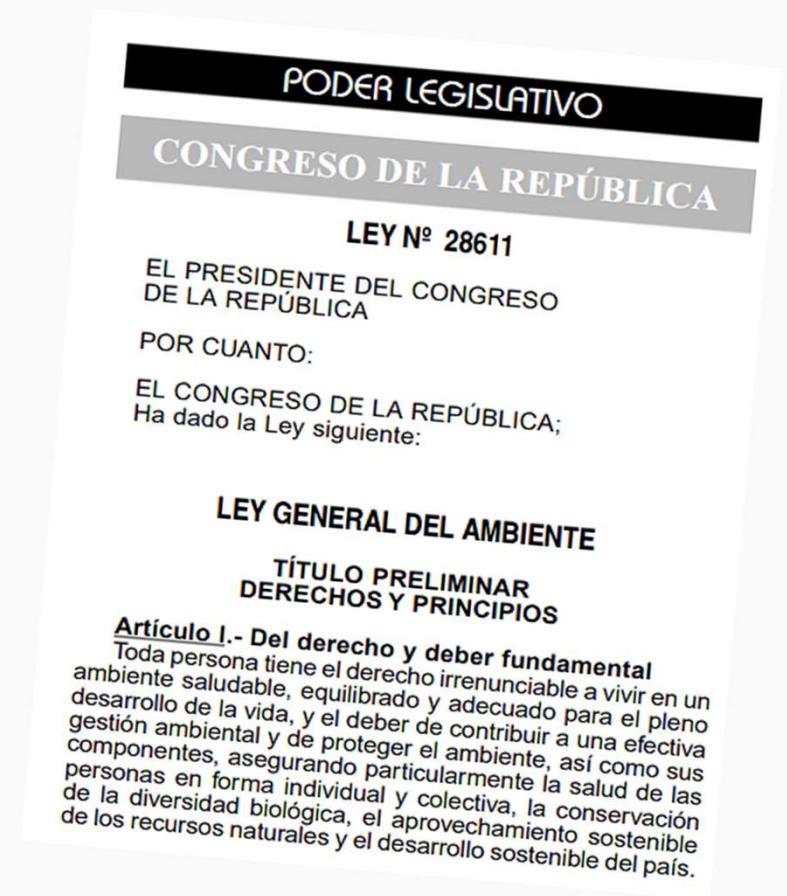 PODER LEGISLATIVO
CONGRESO DE LA REPÚBLICA
LEY Nº 28611
EL PRESIDENTE DEL CONGRESO
DE LA REPÚBLICA
POR CUANTO:
EL CONGRESO DE LA REPÚBLICA;
Ha dado la Ley siguiente:
LEY GENERAL DEL AMBIENTE
TÍTULO PRELIMINAR
DERECHOS Y PRINCIPIOS
Artículo I.- Del derecho y deber fundamental
Toda persona tiene el derecho irrenunciable a vivir en un
ambiente saludable, equilibrado y adecuado para el pleno
desarrollo de la vida, y el deber de contribuir a una efectiva
gestión ambiental y de proteger el ambiente, así como sus
componentes, asegurando particularmente la salud de las
personas en forma individual y colectiva, la conservación
de la diversidad biológica, el aprovechamiento sostenible
de los recursos naturales y el desarrollo sostenible del país.